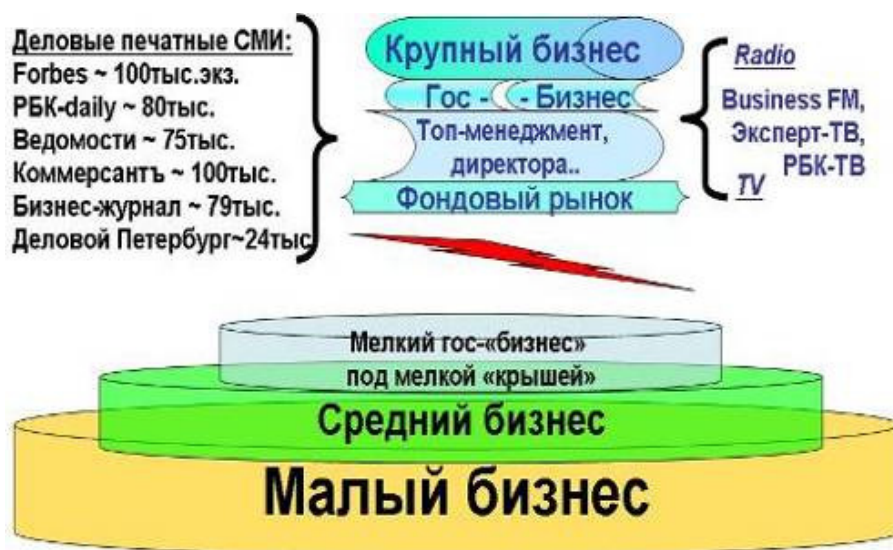 Деловые печатные СМИ:
Forbes ~ 100тыс.экз.
РБК-daily ~ 80тыс.
Ведомости ~ 75тыс.
Коммерсантъ ~ 100тыс.
Бизнес-журнал ~ 79тыс.
Деловой Петербург~24тыс
Крупный бизнес
Гос - - Бизнес
Топ-менеджмент,
директора..
Фондовый рынок
Radio
Business FM,
Эксперт-ТВ,
РБК-ТВ
TV
Мелкий гос-«бизнес»
под мелкой «крышей»
Средний бизнес
Малый бизнес